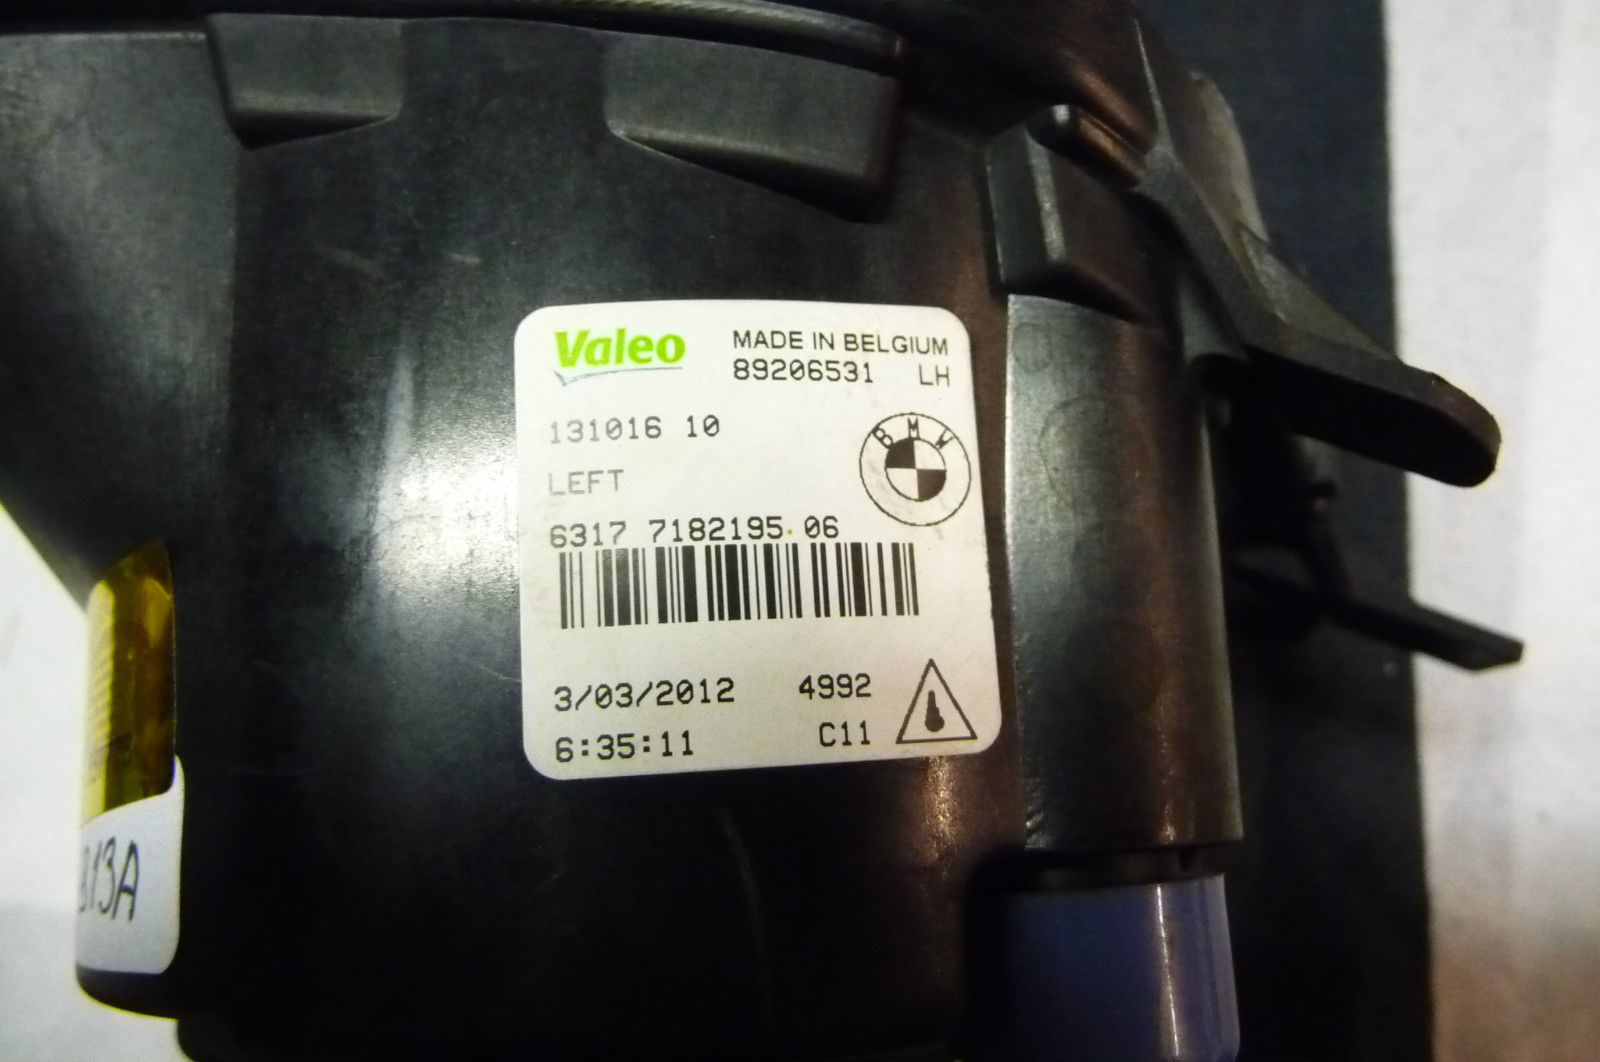 Valeo
MADE IN BELGIUM
89206531 LH
131016 10
LEFT
BMW
6317 7182195.06
3/03/2012 4992
6:35:11 C11
13A